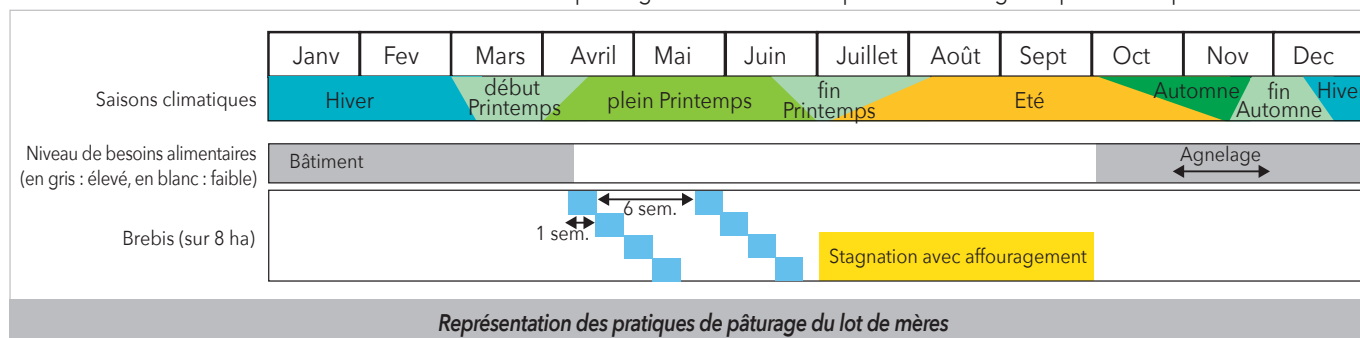 Janv Fev Mars Avril Mai Juin Juillet Août Sept Oct Nov Dec
Saisons climatiques
Hiver
début
Printemps
plein Printemps
fin
Printemps
Eté
Automne
fin
Automne
Hive
Niveau de besoins alimentaires
(en gris : élevé, en blanc : faible)
Bâtiment
Agnelage
Brebis (sur 8 ha)
6 sem.
1 sem.
Stagnation avec affouragement
Représentation des pratiques de pâturage du lot de mères